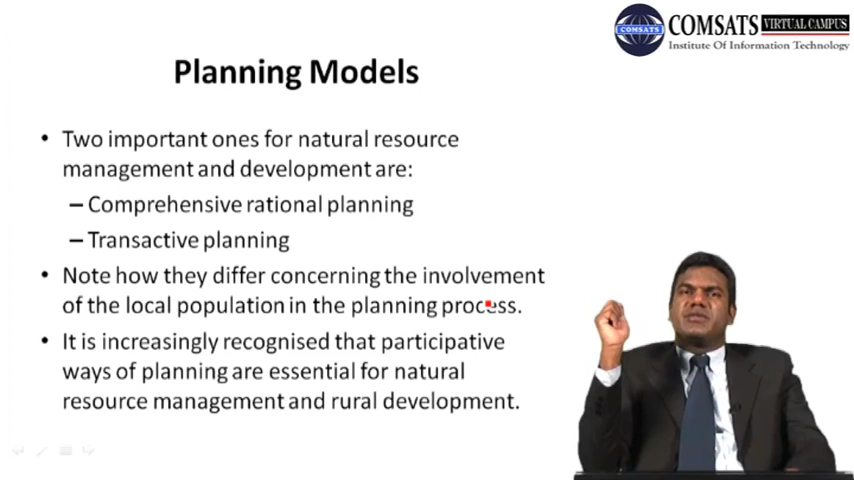 COMSATS VIRTUAL CAMPUS
Institute Of Information Technology
COMSATS
Planning Models
• Two important ones for natural resource
management and development are:
– Comprehensive rational planning
– Transactive planning
• Note how they differ concerning the involvement
of the local population in the planning process.
• It is increasingly recognised that participative
ways of planning are essential for natural
resource management and rural development.